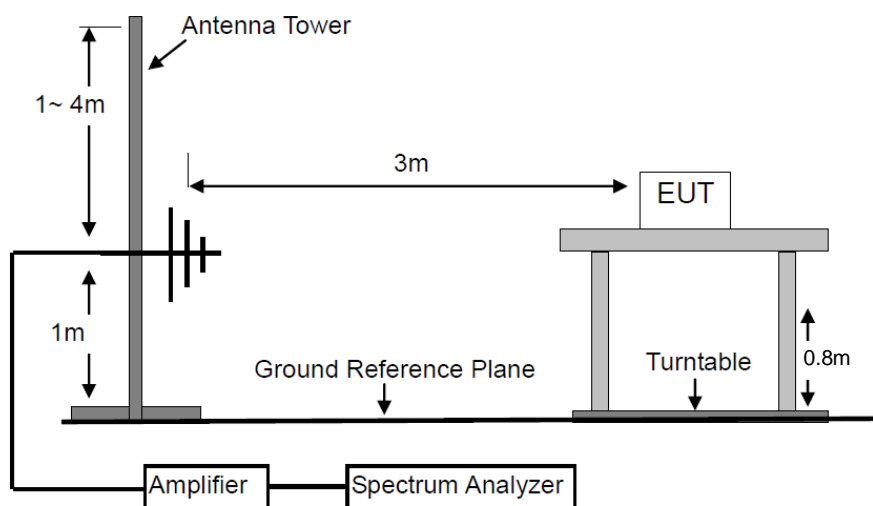 Antenna Tower
1~ 4m
3m
EUT
1m
Ground Reference Plane
Turntable
0.8m
Amplifier
Spectrum Analyzer